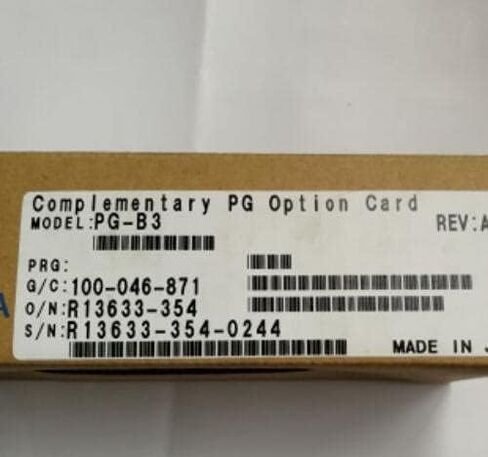 Complementary PG Option Card
MODEL:PG-B3
REV:A
PRG:
G/C:100-046-871
O/N:R13633-354
S/N:R13633-354-0244
MADE IN
A